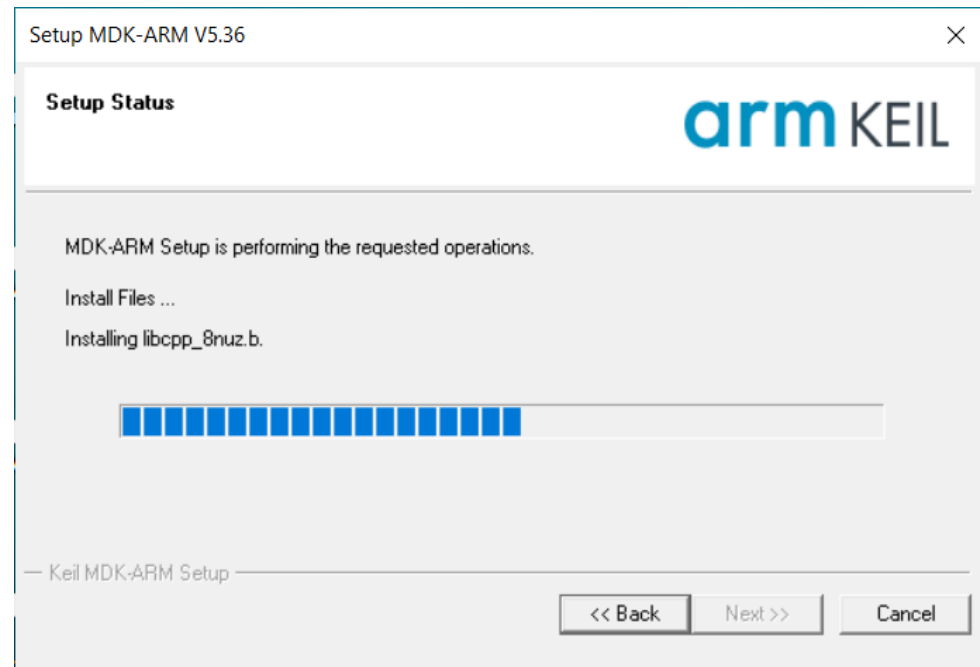 Setup MDK-ARM V5.36
Setup Status
arm KEIL
MDK-ARM Setup is performing the requested operations.
Install Files ...
Installing libcpp_8nuz.b.
Keil MDK-ARM Setup
<< Back Next >> Cancel